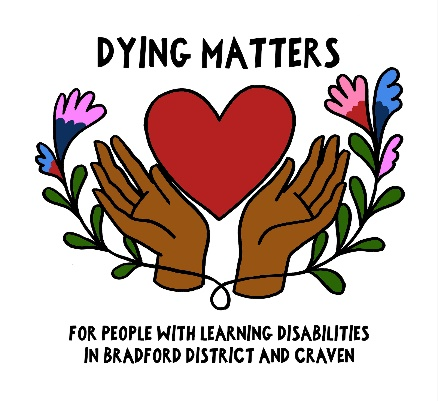 DYING MATTERS
FOR PEOPLE WITH LEARNING DISABILITIES
IN BRADFORD DISTRICT AND CRAVEN